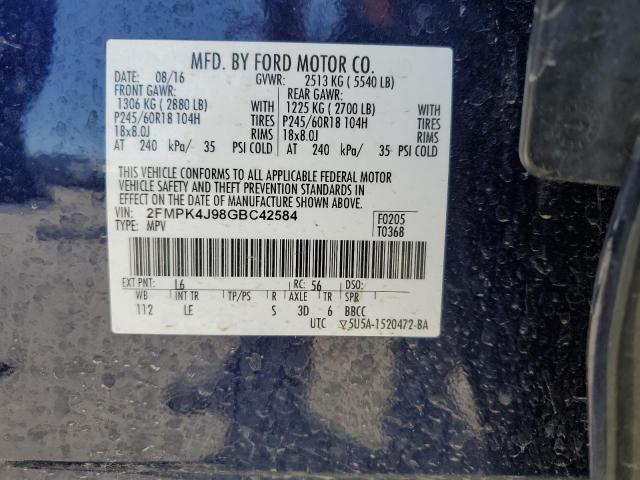 MFD. BY FORD MOTOR CO.
DATE: 08/16 GVWR: 2513 KG ( 5540 LB)
FRONT GAWR: REAR GAWR:
1306 KG ( 2880 LB) WITH 1225 KG ( 2700 LB) WITH
P245/60R18 104H TIRES P245/60R18 104H TIRES
18x8.0J RIMS 18x8.0J RIMS
AT 240 kPa/ 35 PSI COLD AT 240 kPa/ 35 PSI COLD
THIS VEHICLE CONFORMS TO ALL APPLICABLE FEDERAL MOTOR
VEHICLE SAFETY AND THEFT PREVENTION STANDARDS IN
EFFECT ON THE DATE OF MANUFACTURE SHOWN ABOVE.
VIN: 2FMPK4J98GBC42584 F0205
TYPE: MPV T0368
EXT PNT: L6 RC: 56 DSO:
WB INT TR TP/PS R AXLE TR SPR
112 LE S 3D 6 BBCC
UTC ▽5U5A-1520472-BA